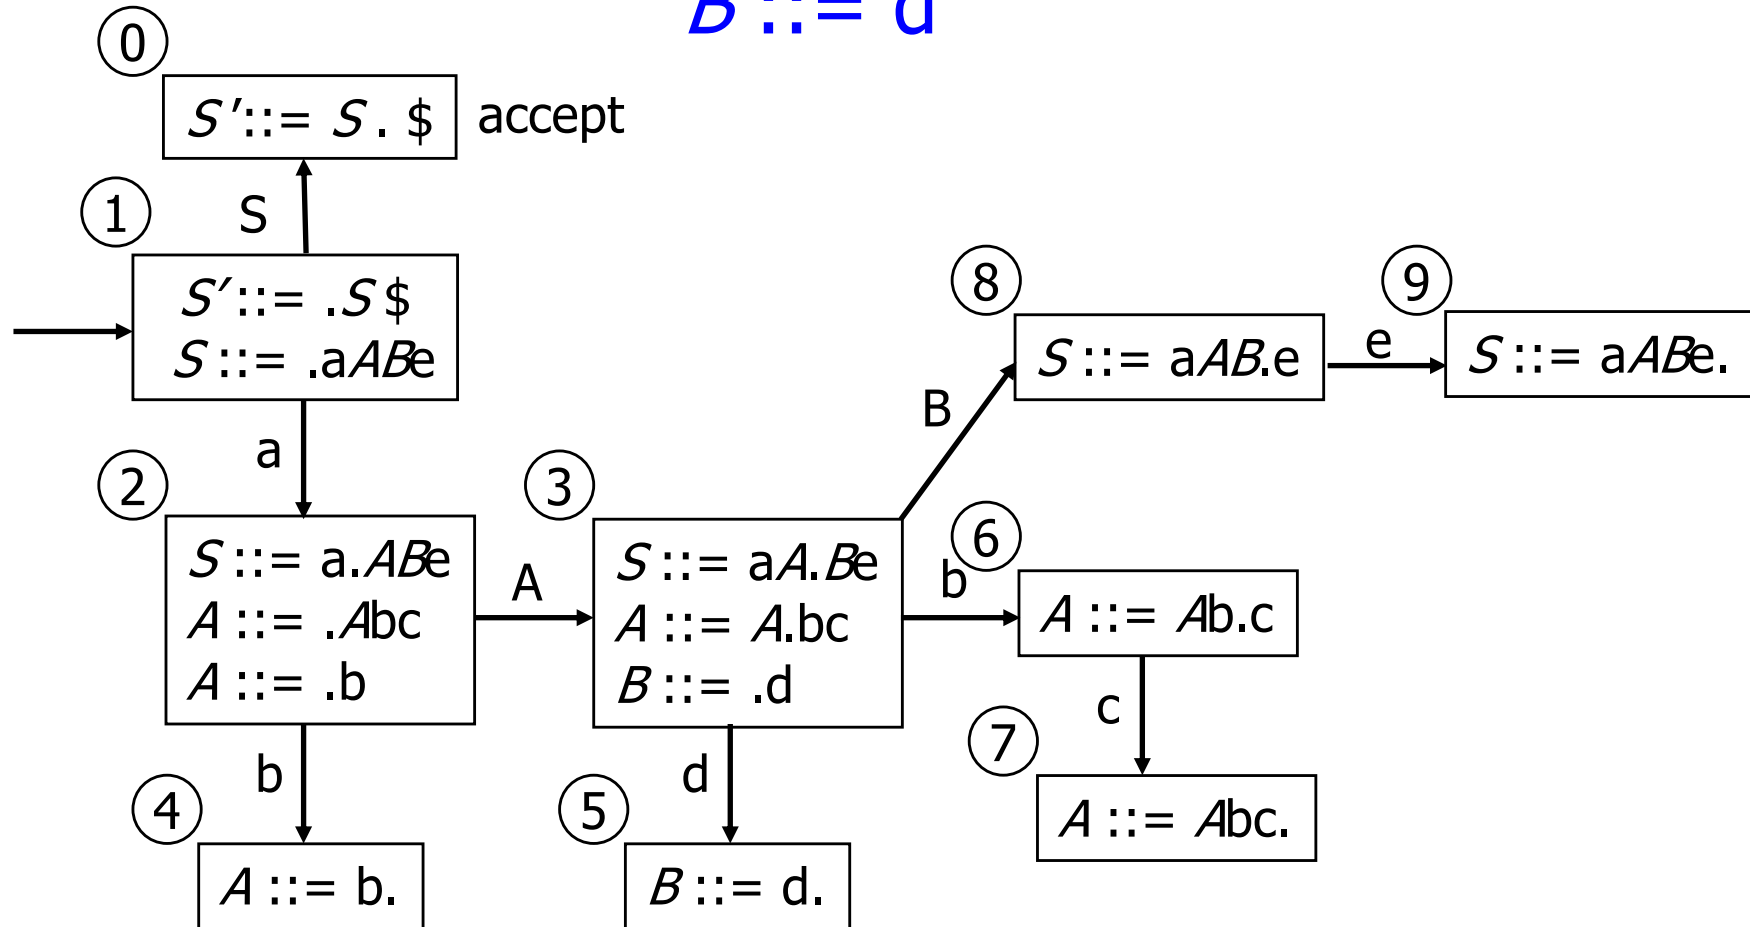 B ::= d
0
S'::= S . $ accept
S
1
S'::= .S $
S ::= .aABe
a
2
S ::= a.ABe
A ::= .Abc
A ::= .b
A
3
S ::= aA.Be
A ::= A.bc
B ::= .d
B
8
S ::= aAB.e
e
9
S ::= aABe.
b
6
A ::= Ab.c
c
7
A ::= Abc.
b
4
A ::= b.
d
5
B ::= d.